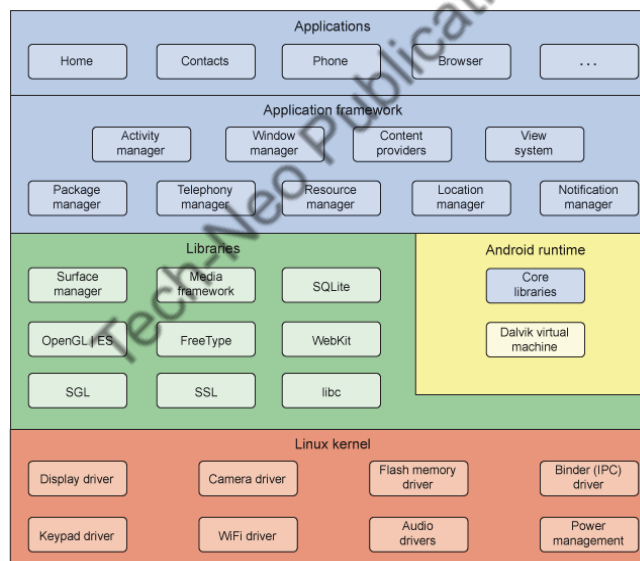 Applications
Home
Contacts
Phone
Browser
...
Application framework
Activity
manager
Window
manager
Content
providers
View
system
Package
manager
Telephony
manager
Resource
manager
Location
manager
Notification
manager
Libraries
Surface
manager
Media
framework
SQLite
OpenGL | ES
FreeType
WebKit
SGL
SSL
libc
Android runtime
Core
libraries
Dalvik virtual
machine
Linux kernel
Display driver
Camera driver
Flash memory
driver
Binder (IPC)
driver
Keypad driver
WiFi driver
Audio
drivers
Power
management
Tech-Neo Publicati